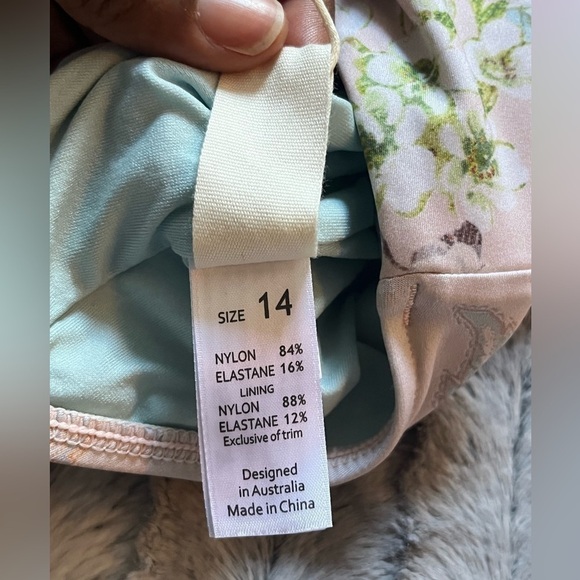 SIZE 14
NYLON 84%
ELASTANE 16%
LINING
NYLON 88%
ELASTANE 12%
Exclusive of trim
Designed
in Australia
Made in China